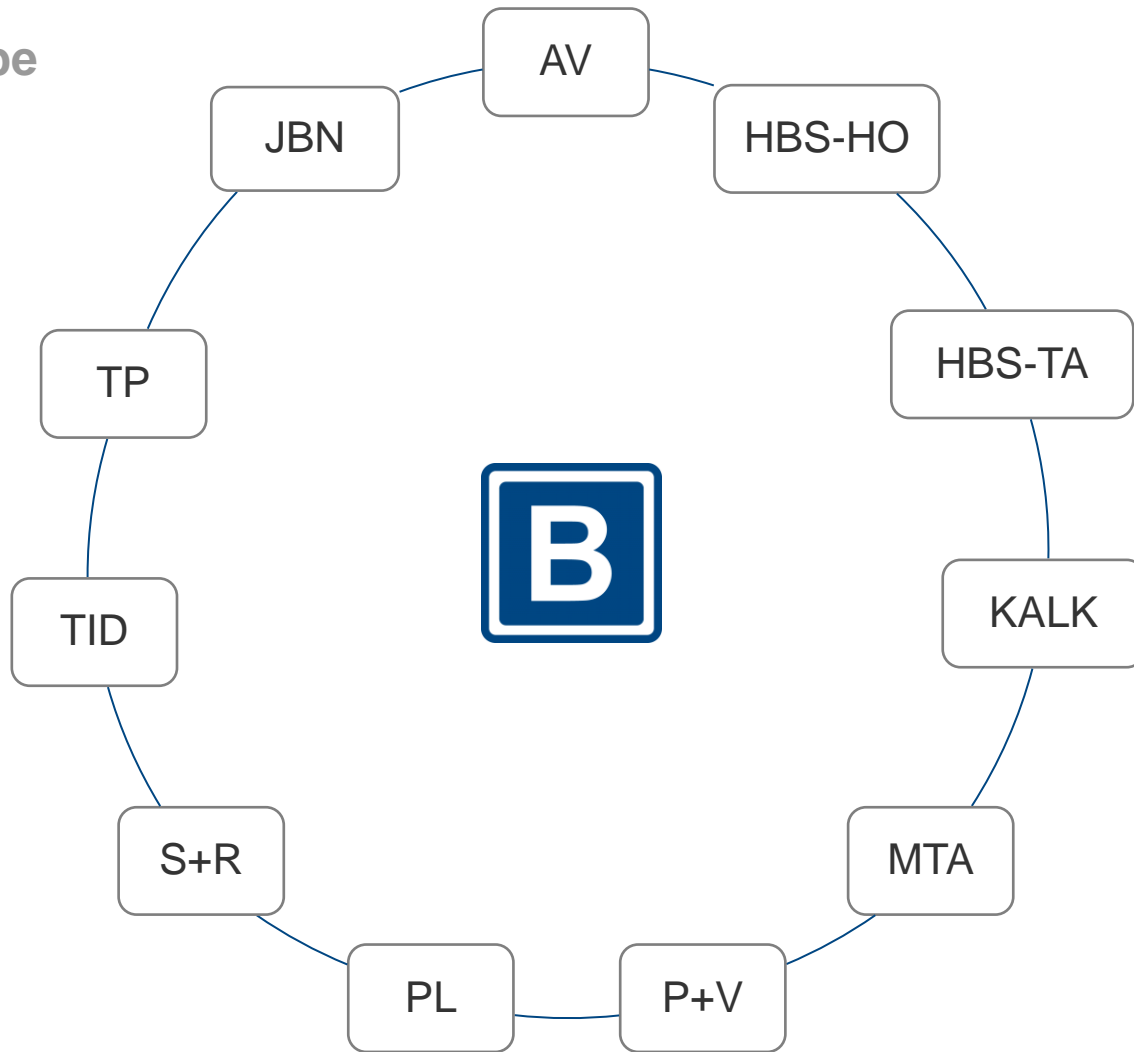 AV
JBN
HBS-HO
HBS-TA
TP
B
KALK
TID
MTA
S+R
PL
P+V